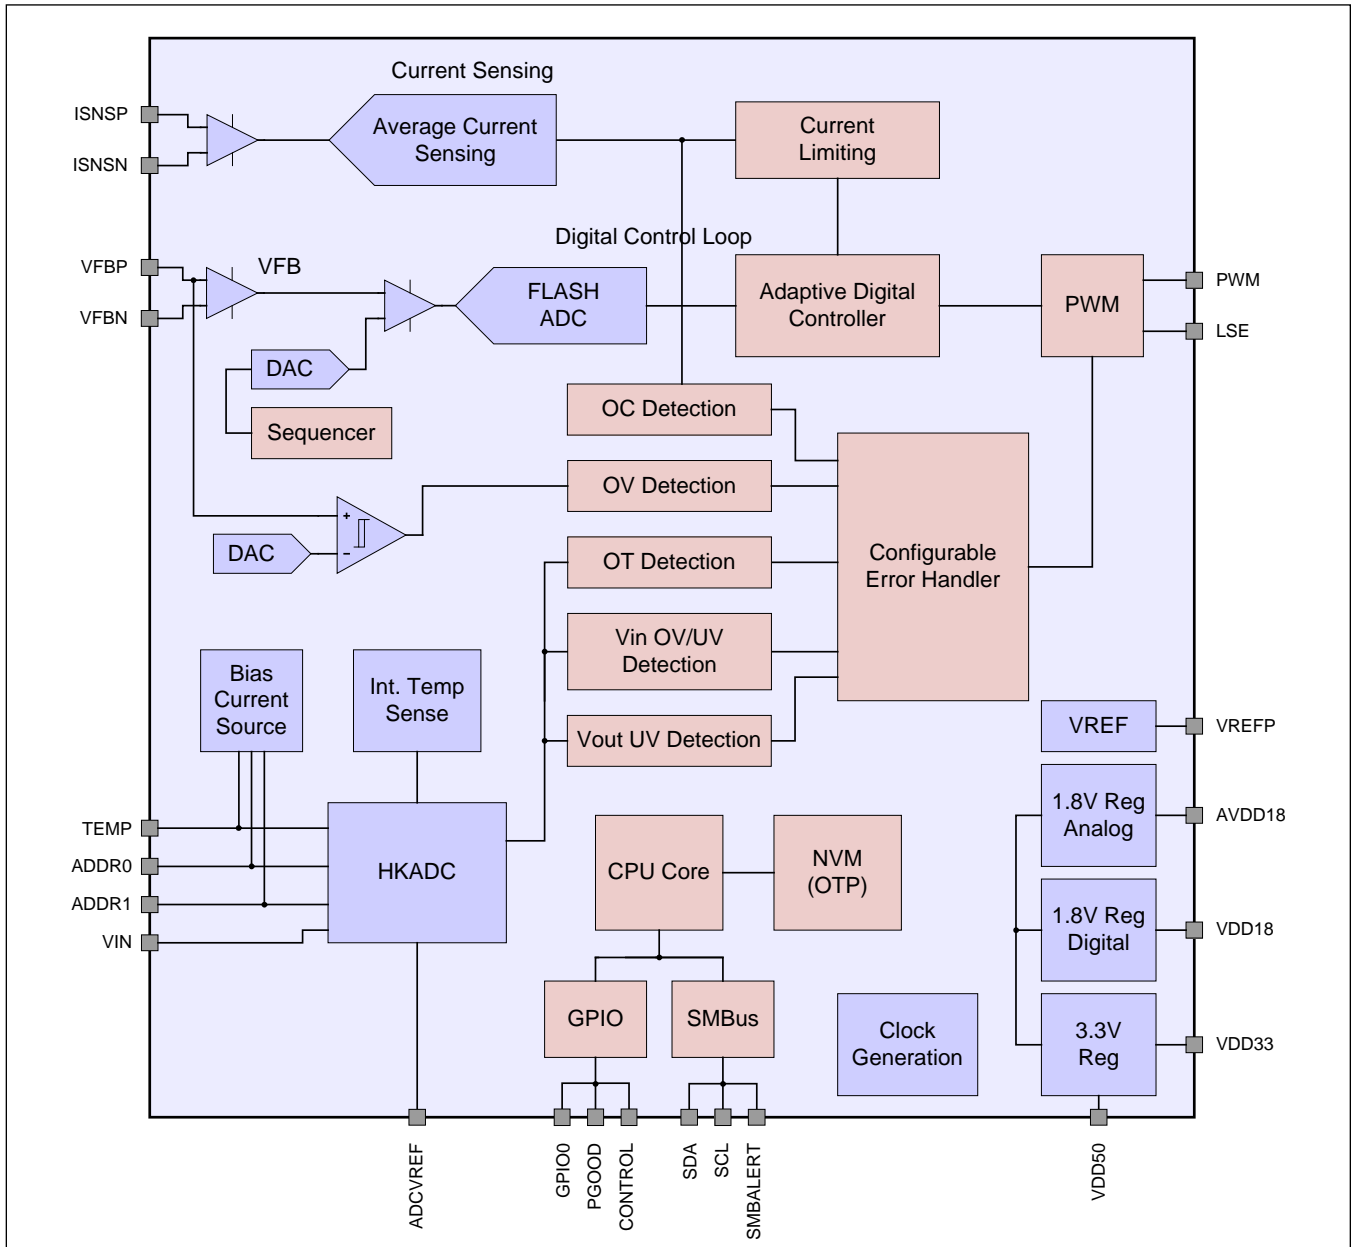 Current Sensing
ISNSP
ISNSN
Average Current
Sensing
Current
Limiting
Digital Control Loop
VFBP
VFBN
VFB
FLASH
ADC
Adaptive Digital
Controller
PWM
PWM
LSE
DAC
Sequencer
OC Detection
OV Detection
+
−
DAC
OT Detection
Configurable
Error Handler
Vin OV/UV
Detection
Vout UV Detection
Bias
Current
Source
Int. Temp
Sense
VREF
VREFP
TEMP
ADDR0
ADDR1
VIN
HKADC
CPU Core
NVM
(OTP)
1.8V Reg
Analog
AVDD18
1.8V Reg
Digital
VDD18
GPIO
SMBus
Clock
Generation
3.3V
Reg
VDD33
ADCVREF
GPIO0
PGOOD
CONTROL
SDA
SCL
SMBALERT
VDD50